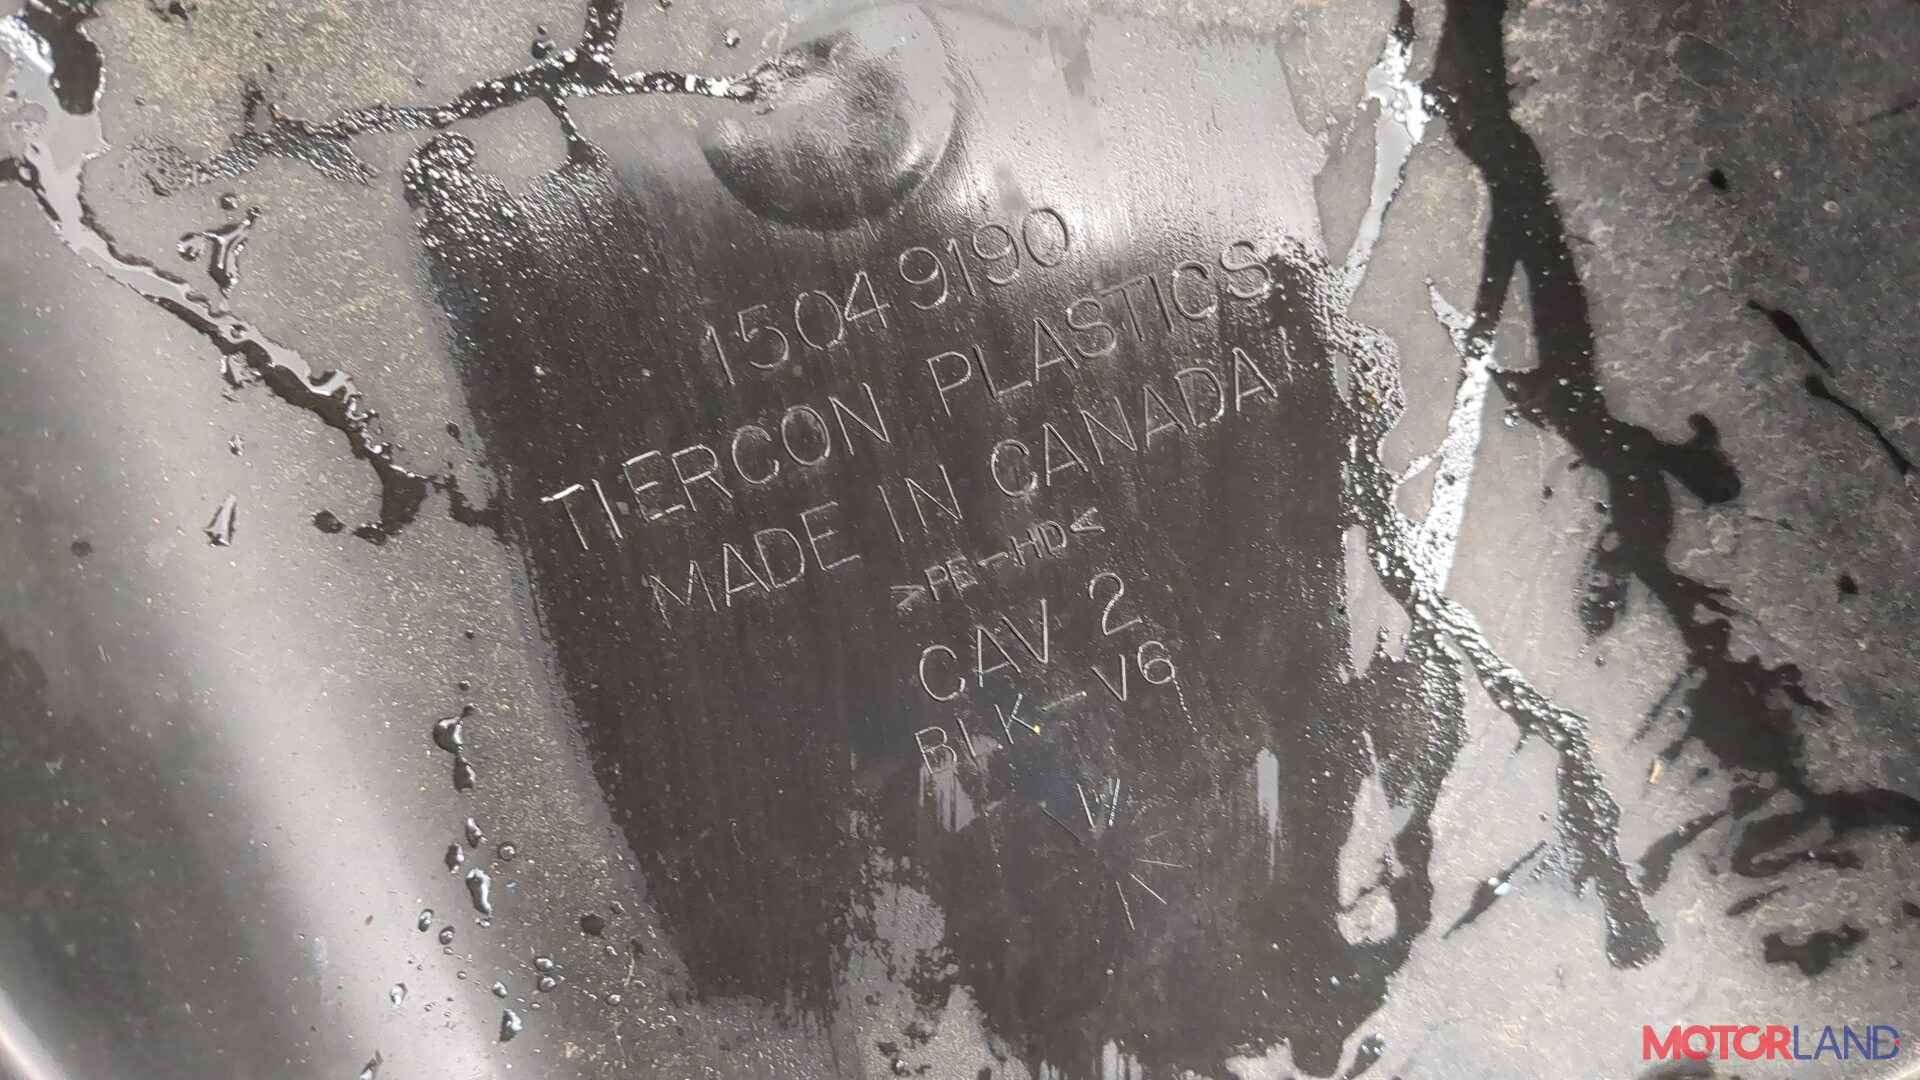 15049190
TIERCON PLASTICS
MADE IN CANADA
>PE-HD<
CAV 2
BLK-V6
MOTORLAND